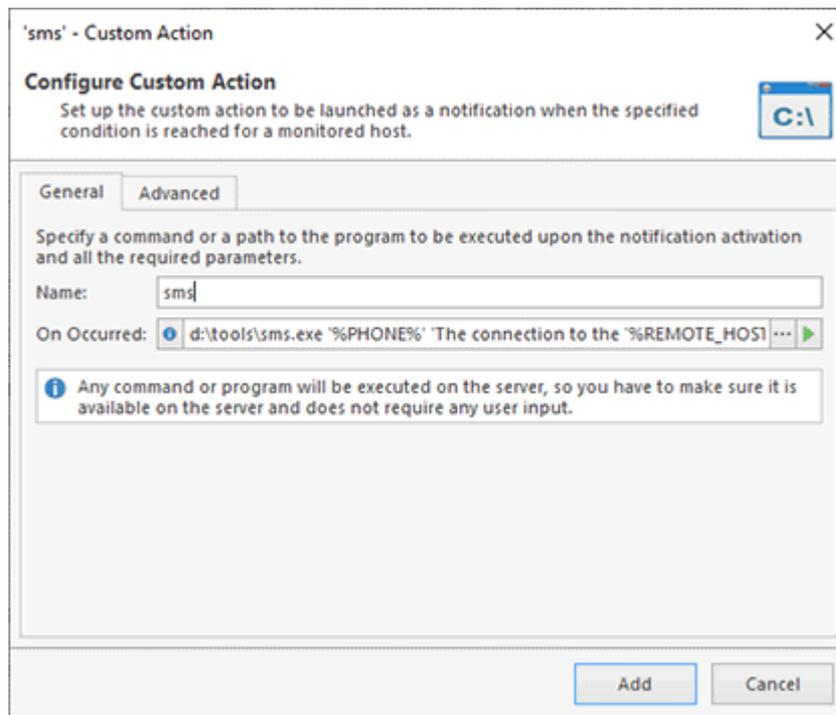 'sms' - Custom Action
Configure Custom Action
Set up the custom action to be launched as a notification when the specified
condition is reached for a monitored host.
C:\
General Advanced
Specify a command or a path to the program to be executed upon the notification activation
and all the required parameters.
Name: sms
On Occurred: d:\tools\sms.exe '%PHONE%' 'The connection to the '%REMOTE_HOST ...
Any command or program will be executed on the server, so you have to make sure it is
available on the server and does not require any user input.
Add Cancel